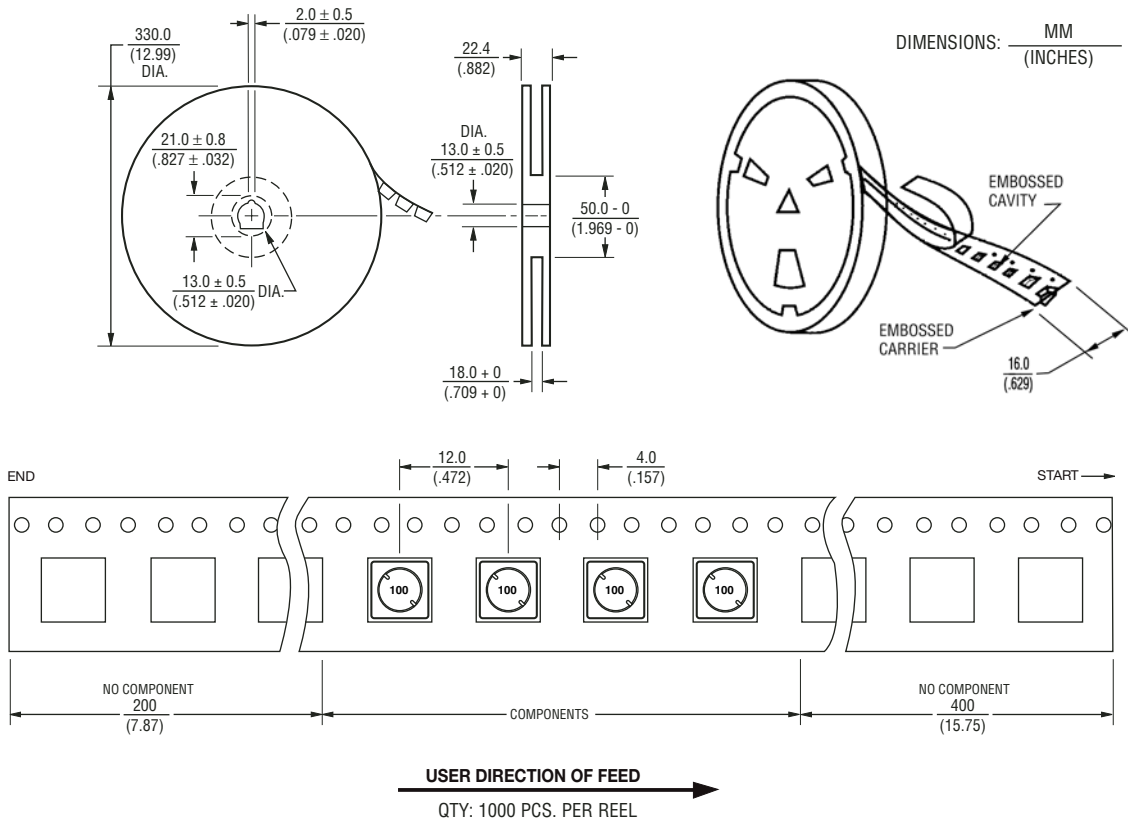 2.0 ± 0.5
(.079 ± .020)
330.0
(12.99)
DIA.
22.4
(.882)
DIMENSIONS: MM
(INCHES)
21.0 ± 0.8
(.827 ± .032)
DIA.
13.0 ± 0.5
(.512 ± .020)
50.0 - 0
(1.969 - 0)
13.0 ± 0.5
(.512 ± .020) DIA.
18.0 + 0
(.709 + 0)
EMBOSSED
CAVITY
EMBOSSED
CARRIER
16.0
(.629)
12.0
(.472)
4.0
(.157)
END
START
100
100
100
100
NO COMPONENT
200
(7.87)
COMPONENTS
NO COMPONENT
400
(15.75)
USER DIRECTION OF FEED
QTY: 1000 PCS. PER REEL